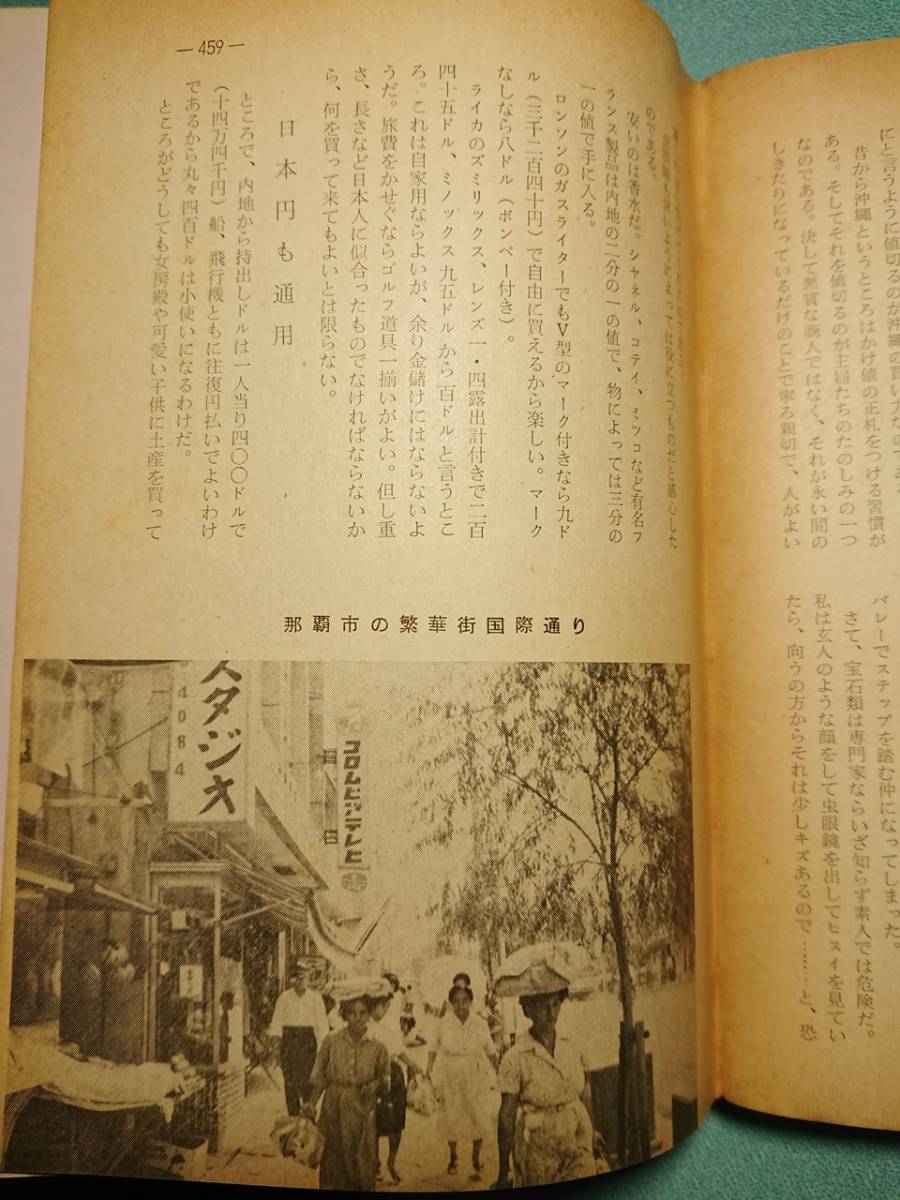 にと言うように値切るのが沖縄の買い方なので
昔から沖縄というところはかけ値の正札をつける習慣が
ある。そしてそれを値切るのが主婦たちのたのしみの一つ
なのである。決して悪質な商人ではなく、それが永い間の
しきたりになっているだけのことで寧ろ親切で、人がよい
バレーでステップを踏む仲になってしまった。
さて、宝石類は専門家ならいざ知らず素人では危険だ。
私は玄人のような顔をして虫眼鏡を出してヒスイを見てい
たら、向うの方からそれは少しキズあるので………と、恐
―459―
によっては役に立つものだと感心した
のである。
安いのは香水だ。シャネル、コテイ、ミツコなど有名フ
ランス製品は内地の二分の一の値で、物によっては三分の
一の値で手に入る。
ロンソンのガスライターでもV型のマーク付きなら九ド
ル(三千二百四十円)で自由に買えるから楽しい。マーク
なしなら八ドル(ボンベー付き)。
ライカのズミリックス、レンズ一・四露出計付きで二百
四十五ドル、ミノックス九五ドルから百ドルと言うとこ
ろ。これは自家用ならよいが、余り金儲けにはならないよ
うだ。旅費をかせぐならゴルフ道具一揃いがよい。但し重
さ、長さなど日本人に似合ったものでなければならないか
ら、何を買って来てもよいとは限らない。
日本円も通用
ところで、内地から持出しドルは一人当り四〇〇ドルで
(十四万四千円)船、飛行機ともに往復円払いでよいわけ
であるから丸々四百ドルは小使いになるわけだ。
ところがどうしても女房殿や可愛い子供に土産を買って
那覇市の繁華街国際通り
スタジオ
4084
コロムビアテレビ